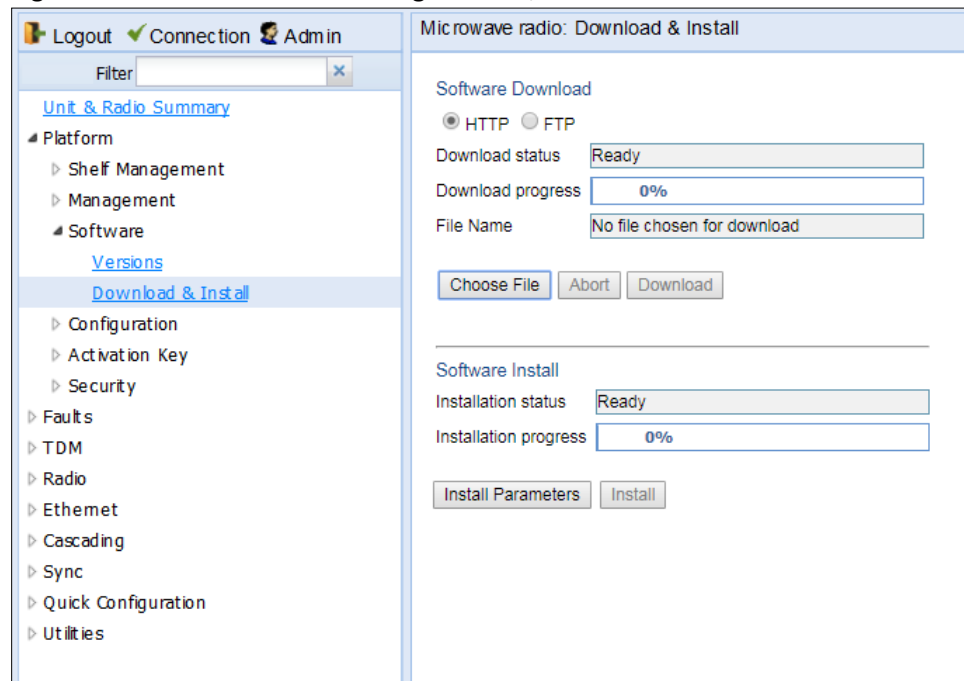 Logout Connection Admin
Filter
Unit & Radio Summary
Platform
Shelf Management
Management
Software
Versions
Download & Install
Configuration
Activation Key
Security
Faults
TDM
Radio
Ethernet
Cascading
Sync
Quick Configuration
Utilities
Microwave radio: Download & Install
Software Download
HTTP FTP
Download status Ready
Download progress 0%
File Name No file chosen for download
Choose File Abort Download
Software Install
Installation status Ready
Installation progress 0%
Install Parameters Install